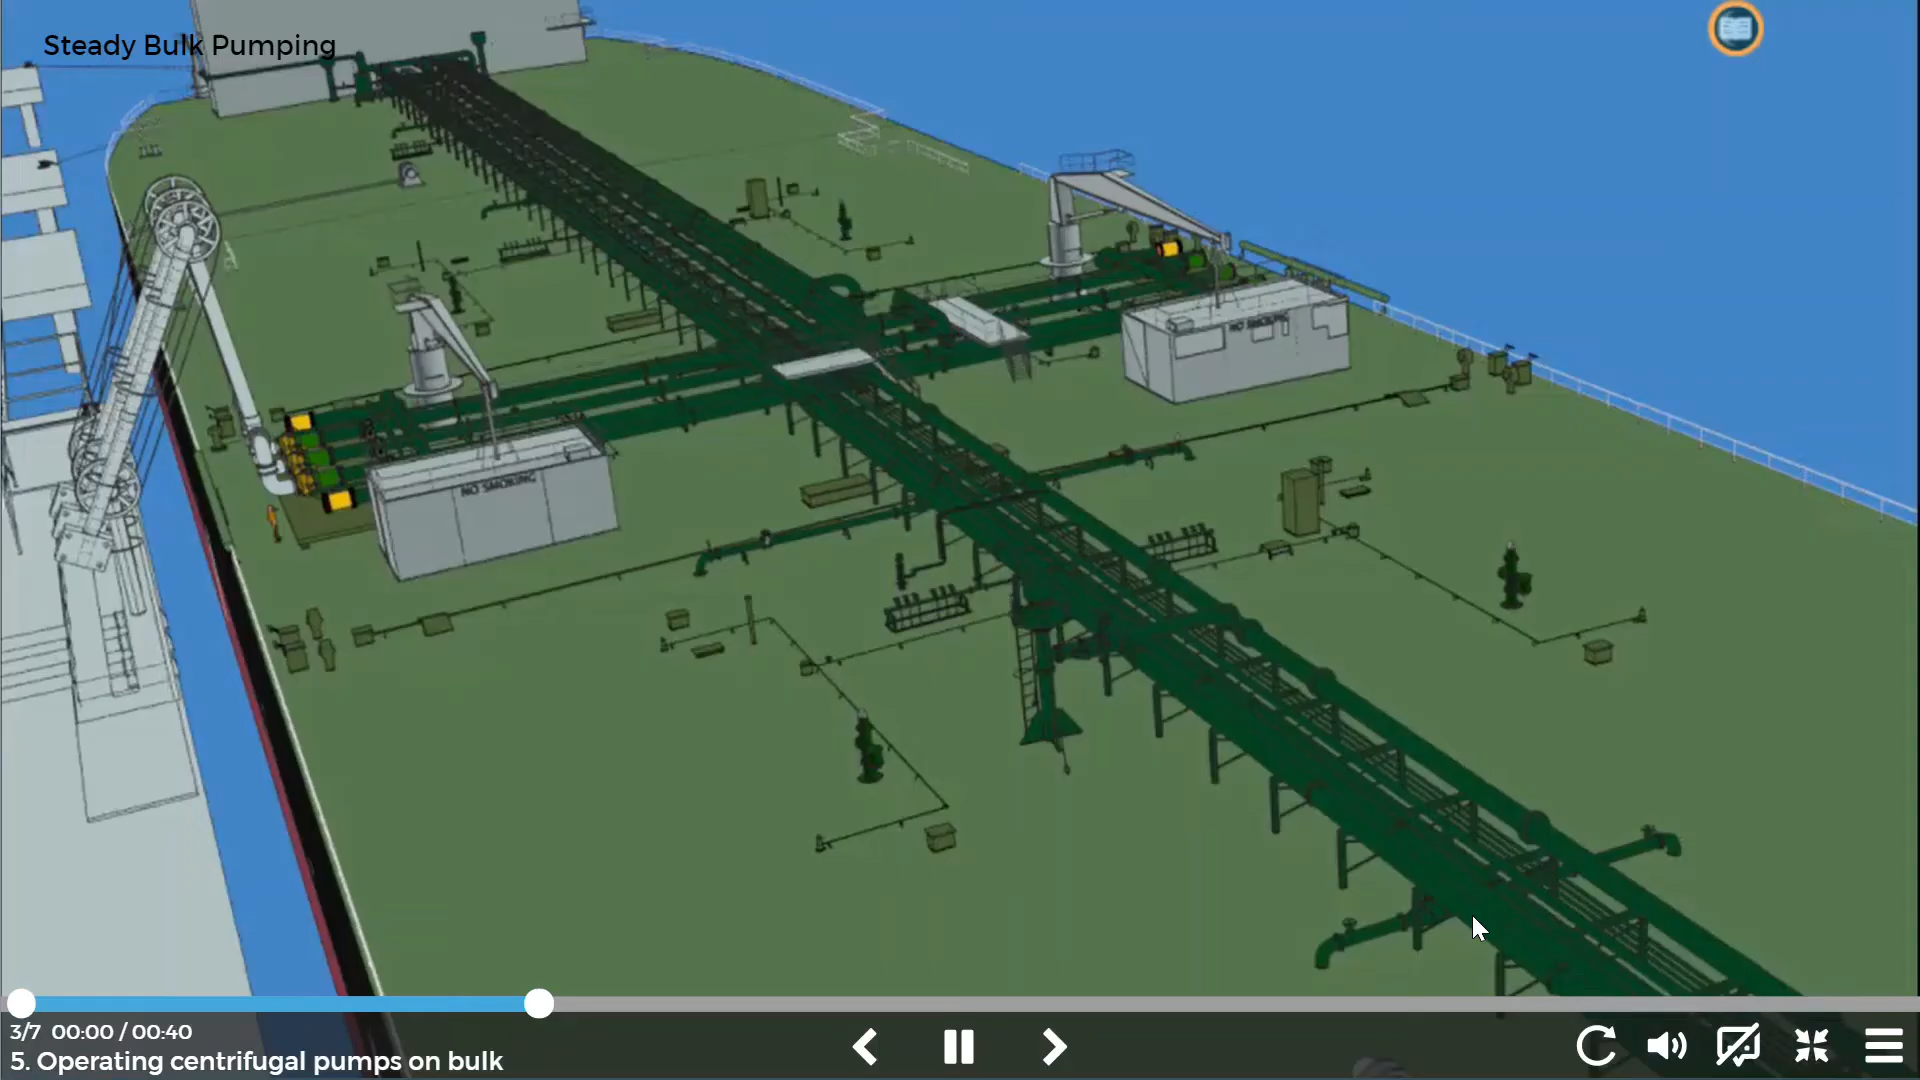 Steady Bulk Pumping
NO SMOKING
NO SMOKING
3/7 00:00 / 00:40
5. Operating centrifugal pumps on bulk